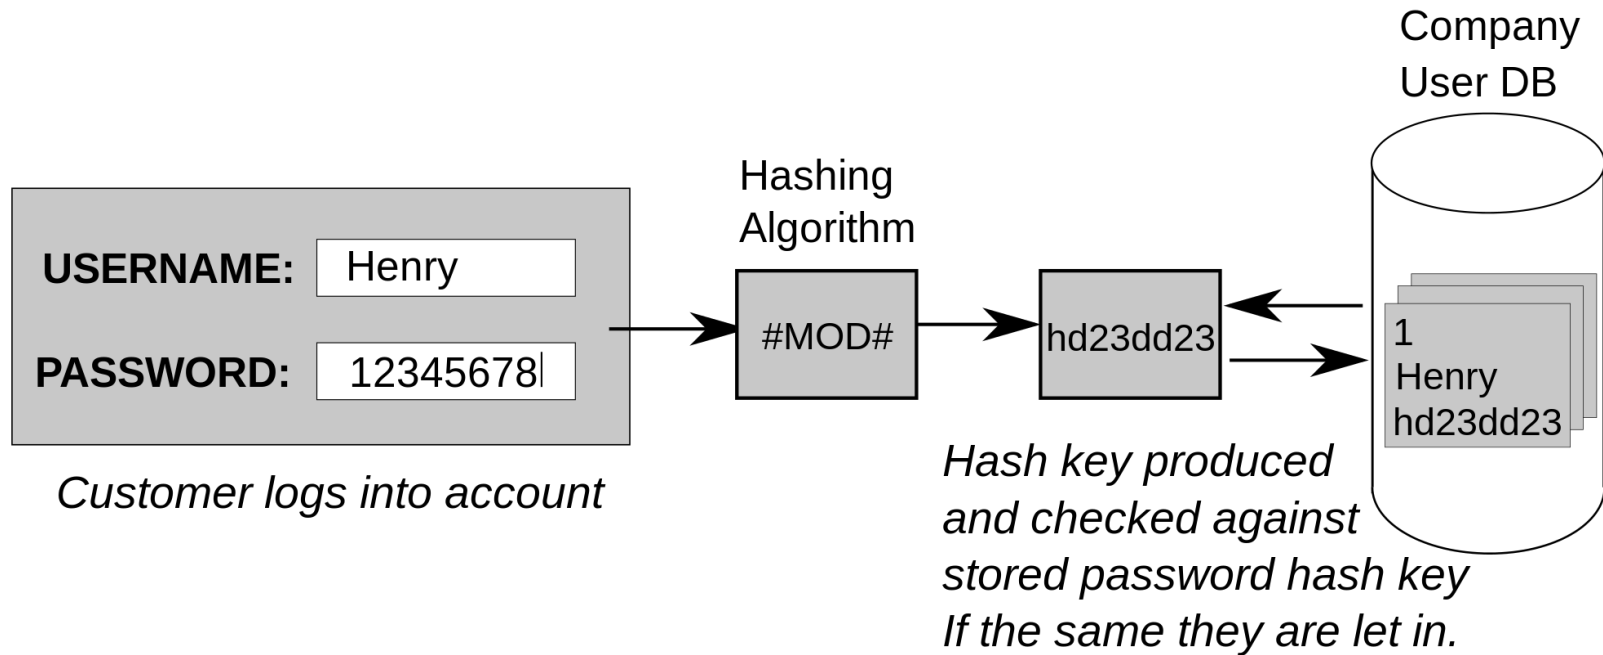 Company
User DB
Hashing
Algorithm
USERNAME: Henry
PASSWORD: 12345678
#MOD#
hd23dd23
1
Henry
hd23dd23
Customer logs into account
Hash key produced
and checked against
stored password hash key
If the same they are let in.